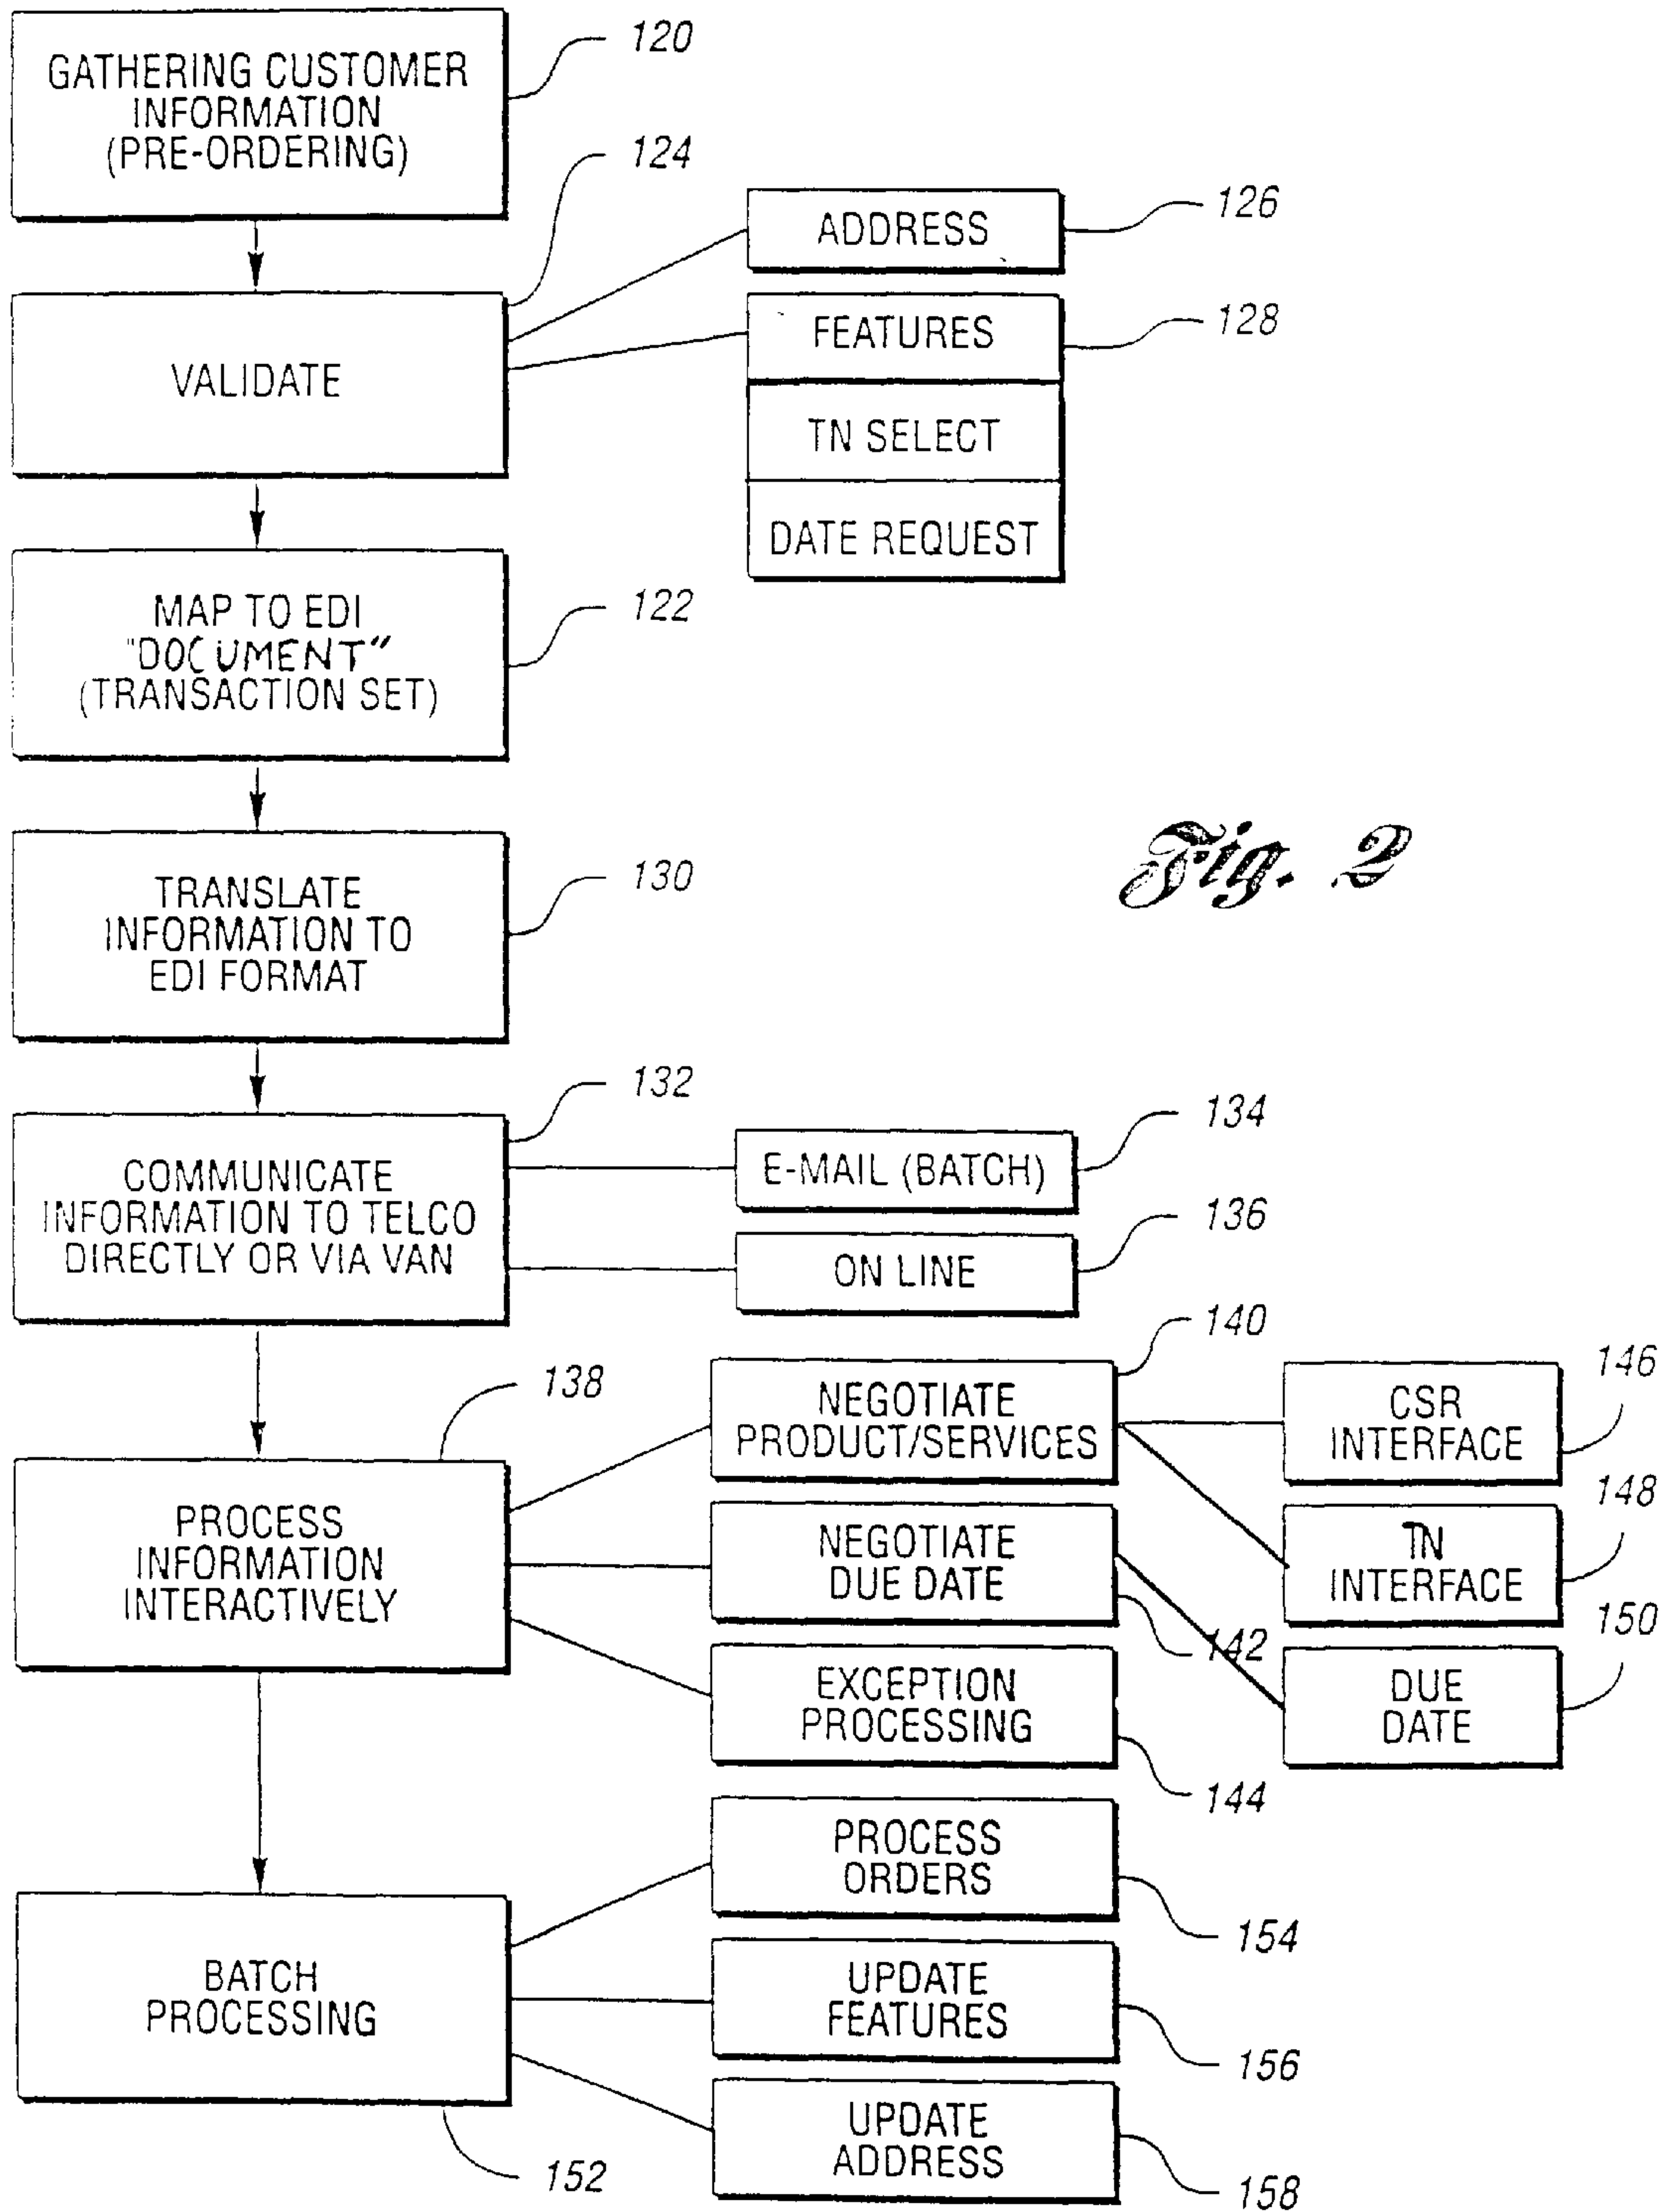 GATHERING CUSTOMER
INFORMATION
(PRE-ORDERING)
120
124
VALIDATE
ADDRESS
126
FEATURES
128
TN SELECT
DATE REQUEST
MAP TO EDI
"DOCUMENT"
(TRANSACTION SET)
122
TRANSLATE
INFORMATION TO
EDI FORMAT
130
Fig. 2
132
COMMUNICATE
INFORMATION TO TELCO
DIRECTLY OR VIA VAN
E-MAIL (BATCH)
134
ON LINE
136
138
PROCESS
INFORMATION
INTERACTIVELY
140
NEGOTIATE
PRODUCT/SERVICES
CSR
INTERFACE
146
NEGOTIATE
DUE DATE
142
TN
INTERFACE
148
EXCEPTION
PROCESSING
144
DUE
DATE
150
BATCH
PROCESSING
152
PROCESS
ORDERS
154
UPDATE
FEATURES
156
UPDATE
ADDRESS
158